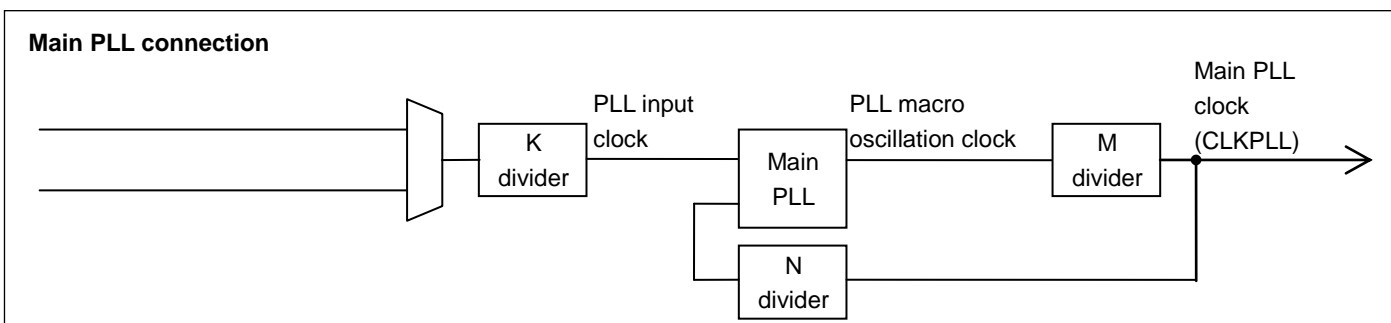 Main PLL connection
K
divider
PLL input
clock
Main
PLL
PLL macro
oscillation clock
M
divider
Main PLL
clock
(CLKPLL)
N
divider